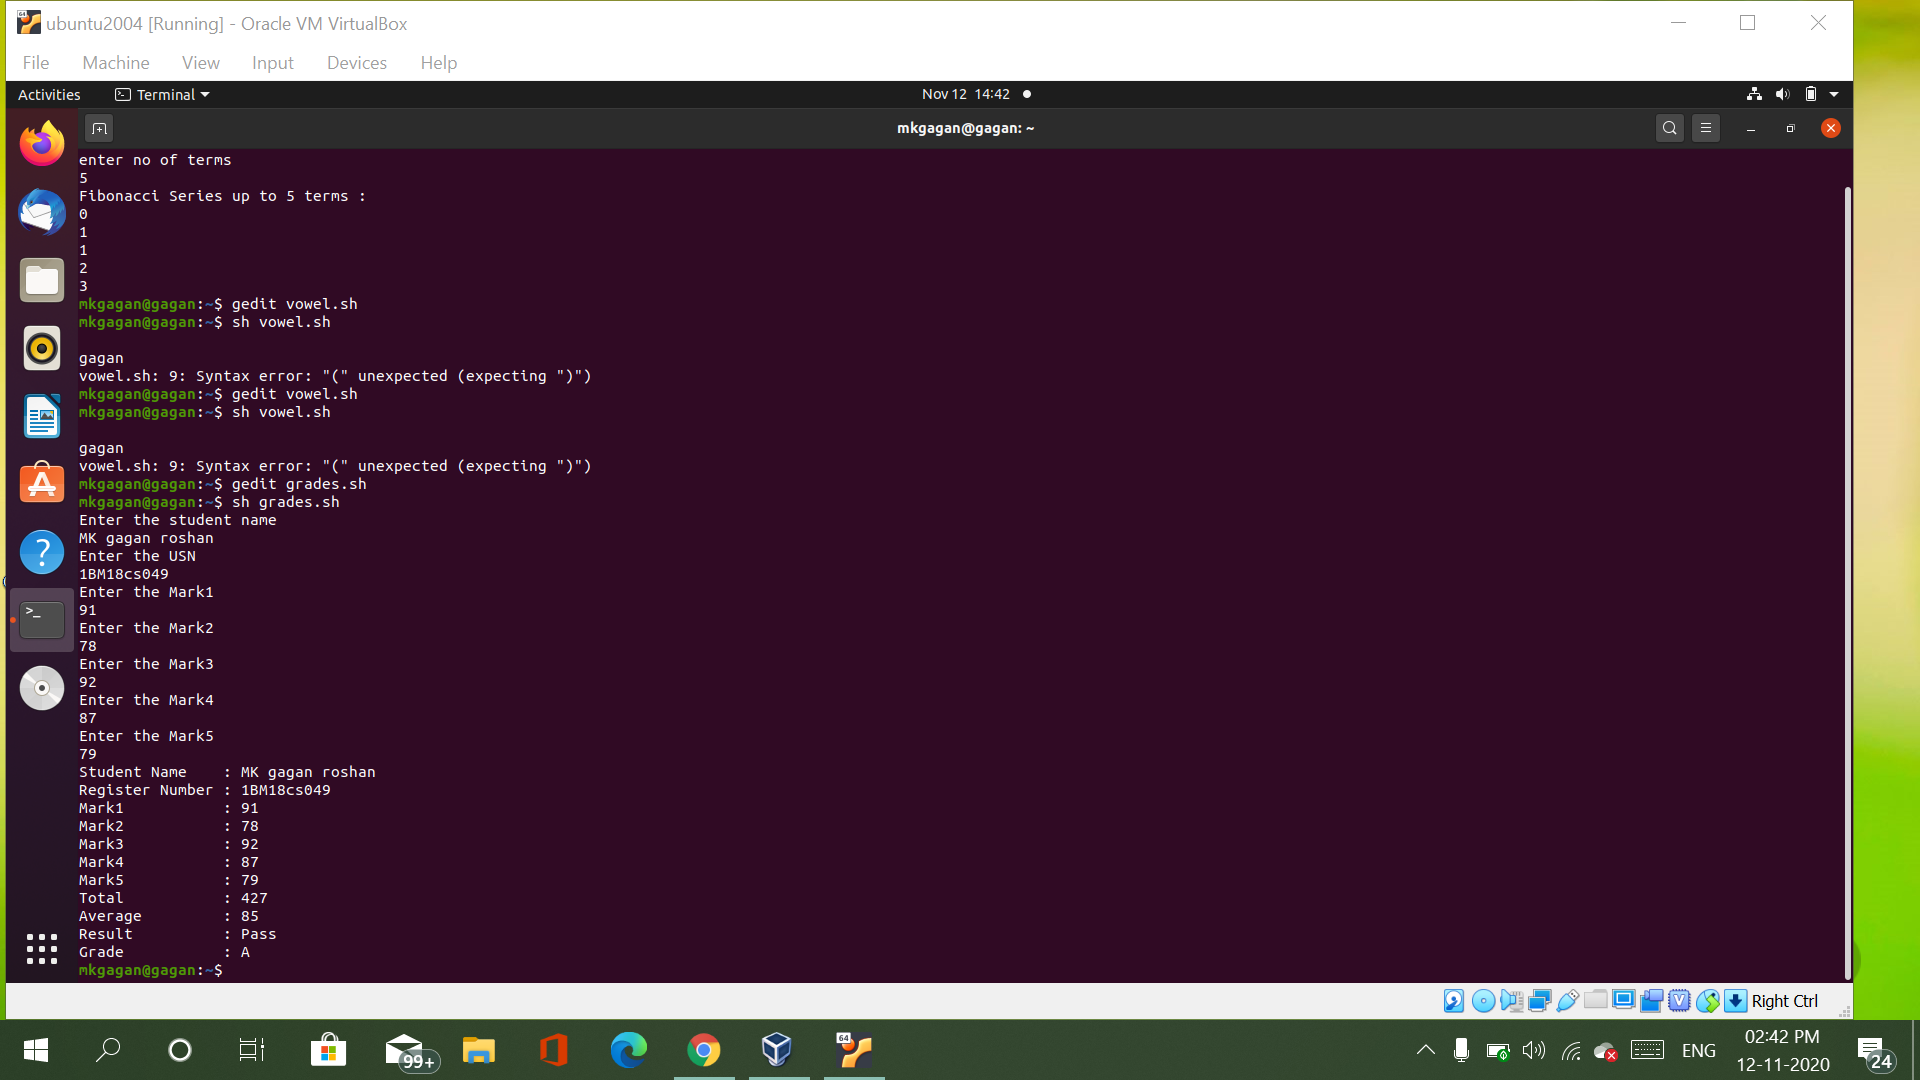 ubuntu2004 [Running] - Oracle VM VirtualBox
File Machine View Input Devices Help
Activities Terminal Nov 12 14:42
mkgagan@gagan: ~
enter no of terms
5
Fibonacci Series up to 5 terms :
0
1
1
2
3
mkgagan@gagan:~$ gedit vowel.sh
mkgagan@gagan:~$ sh vowel.sh
gagan
vowel.sh: 9: Syntax error: "(" unexpected (expecting ")")
mkgagan@gagan:~$ gedit vowel.sh
mkgagan@gagan:~$ sh vowel.sh
gagan
vowel.sh: 9: Syntax error: "(" unexpected (expecting ")")
mkgagan@gagan:~$ gedit grades.sh
mkgagan@gagan:~$ sh grades.sh
Enter the student name
MK gagan roshan
Enter the USN
1BM18cs049
Enter the Mark1
91
Enter the Mark2
78
Enter the Mark3
92
Enter the Mark4
87
Enter the Mark5
79
Student Name    : MK gagan roshan
Register Number : 1BM18cs049
Mark1           : 91
Mark2           : 78
Mark3           : 92
Mark4           : 87
Mark5           : 79
Total           : 427
Average         : 85
Result          : Pass
Grade           : A
mkgagan@gagan:~$
Right Ctrl
99+
64
ENG
02:42 PM
12-11-2020
24